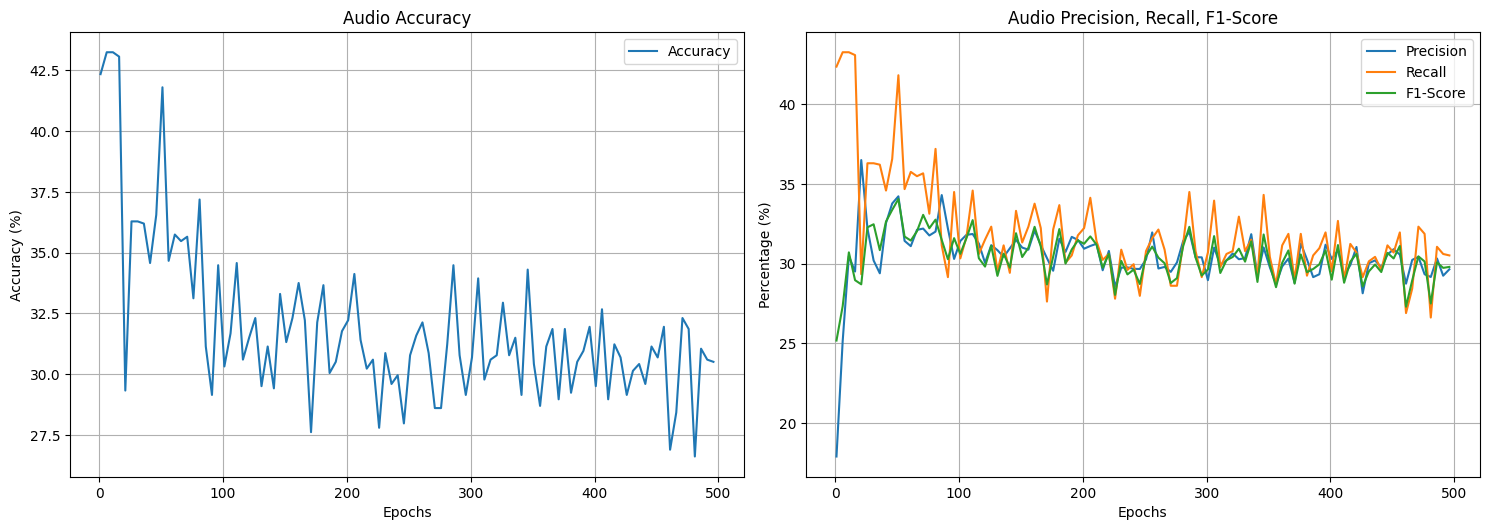 Audio Accuracy
Accuracy
Accuracy (%)
42.5
40.0
37.5
35.0
32.5
30.0
27.5
0 100 200 300 400 500
Epochs
Audio Precision, Recall, F1-Score
Precision
Recall
F1-Score
Percentage (%)
40
35
30
25
20
0 100 200 300 400 500
Epochs